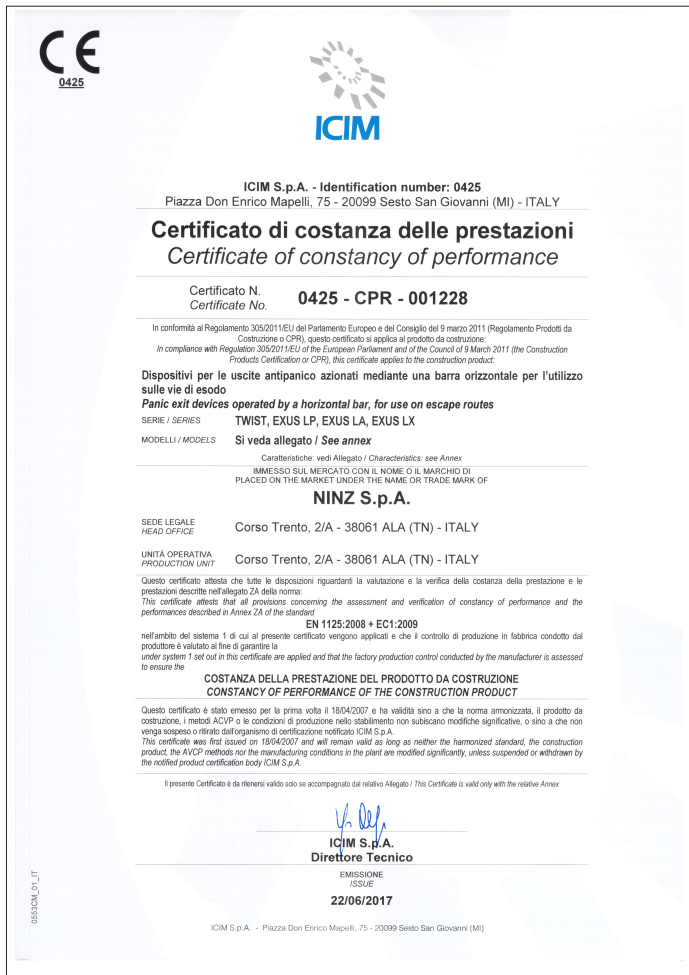 CE
0425
ICIM
ICIM S.p.A. - Identification number: 0425
Piazza Don Enrico Mapelli, 75 - 20099 Sesto San Giovanni (MI) - ITALY
Certificato di costanza delle prestazioni
Certificate of constancy of performance
Certificato N.
Certificate No.
0425 - CPR - 001228
In conformità al Regolamento 305/2011/EU del Parlamento Europeo e del Consiglio del 9 marzo 2011 (Regolamento Prodotti da
Costruzione o CPR), questo certificato si applica al prodotto da costruzione:
In compliance with Regulation 305/2011/EU of the European Parliament and of the Council of 9 March 2011 (the Construction
Products Certification or CPR), this certificate applies to the construction product:
Dispositivi per le uscite antipanico azionati mediante una barra orizzontale per l'utilizzo
sulle vie di esodo
Panic exit devices operated by a horizontal bar, for use on escape routes
SERIE / SERIES TWIST, EXUS LP, EXUS LA, EXUS LX
MODELLI / MODELS Si veda allegato / See annex
Caratteristiche: vedi Allegato / Characteristics: see Annex
IMMESSO SUL MERCATO CON IL NOME O IL MARCHIO DI
PLACED ON THE MARKET UNDER THE NAME OR TRADE MARK OF
NINZ S.p.A.
SEDE LEGALE
HEAD OFFICE
Corso Trento, 2/A - 38061 ALA (TN) - ITALY
UNITÀ OPERATIVA
PRODUCTION UNIT
Corso Trento, 2/A - 38061 ALA (TN) - ITALY
Questo certificato attesta che tutte le disposizioni riguardanti la valutazione e la verifica della costanza della prestazione e le
prestazioni descritte nell'allegato ZA della norma:
This certificate attests that all provisions concerning the assessment and verification of constancy of performance and the
performances described in Annex ZA of the standard
EN 1125:2008 + EC1:2009
nell'ambito del sistema 1 di cui al presente certificato vengono applicati e che il controllo di produzione in fabbrica condotto dal
produttore è valutato al fine di garantire la
under system 1 set out in this certificate are applied and that the factory production control conducted by the manufacturer is assessed
to ensure the
COSTANZA DELLA PRESTAZIONE DEL PRODOTTO DA COSTRUZIONE
CONSTANCY OF PERFORMANCE OF THE CONSTRUCTION PRODUCT
Questo certificato è stato emesso per la prima volta il 18/04/2007 e ha validità sino a che la norma armonizzata, il prodotto da
costruzione, i metodi ACVP o le condizioni di produzione nello stabilimento non subiscano modifiche significative, o sino a che non
venga sospeso o ritirato dall'organismo di certificazione notificato ICIM S.p.A.
This certificate was first issued on 18/04/2007 and will remain valid as long as neither the harmonized standard, the construction
product, the AVCP methods nor the manufacturing conditions in the plant are modified significantly, unless suspended or withdrawn by
the notified product certification body ICIM S.p.A.
Il presente Certificato è da ritenersi valido solo se accompagnato dal relativo Allegato / This Certificate is valid only with the relative Annex
ICIM S.p.A.
Direttore Tecnico
EMISSIONE
ISSUE
22/06/2017
0553CM_01_IT
ICIM S.p.A. - Piazza Don Enrico Mapelli, 75 - 20099 Sesto San Giovanni (MI)